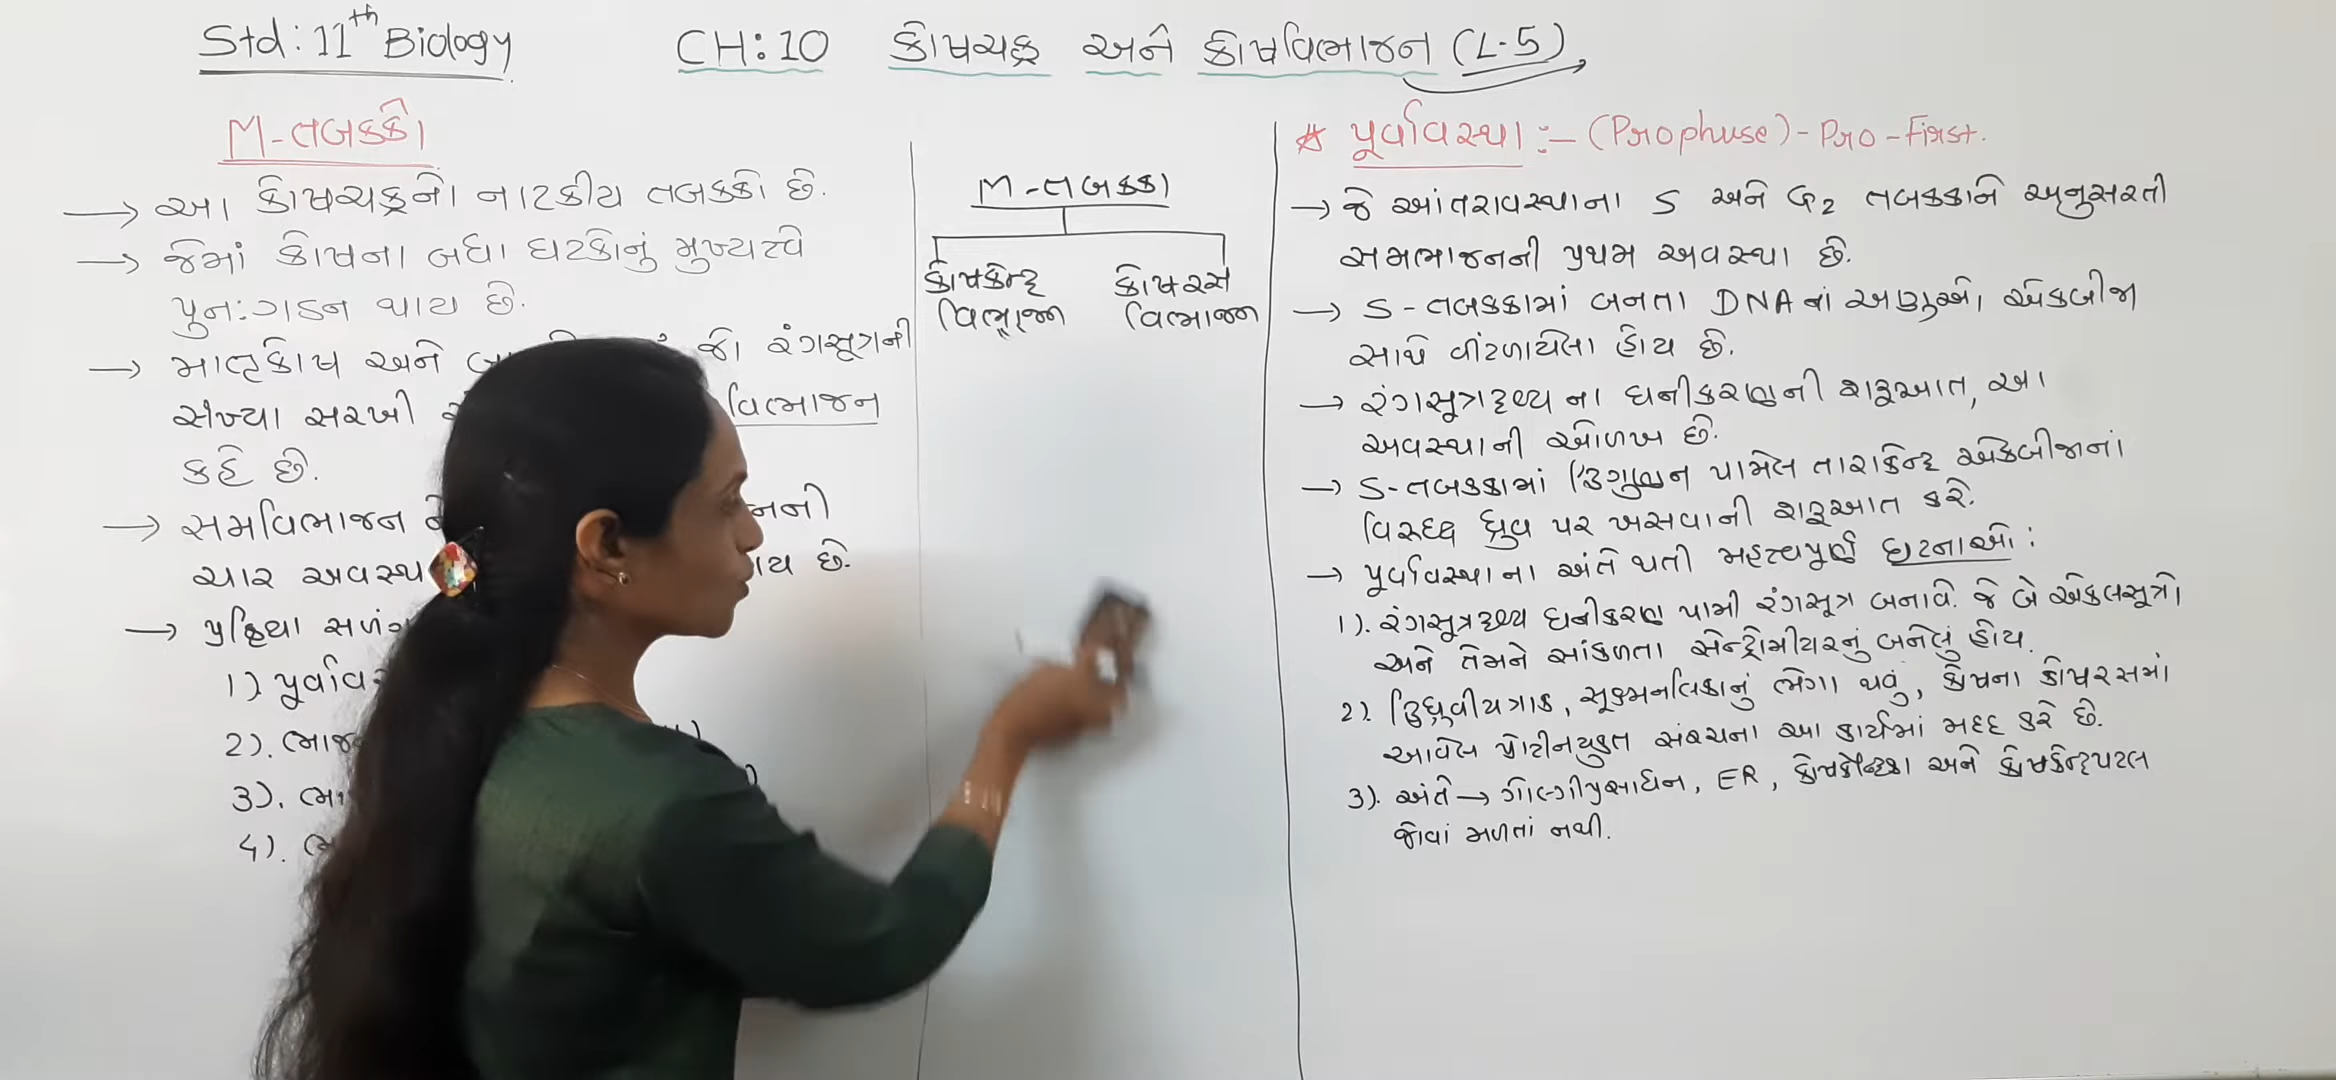 Std: 11th Biology CH: 10 કોષચક્ર અને કોષવિભાજન (L-5)
M-તબક્કો
→ આ કોષચક્રનો નાટકીય તબક્કો છે.
→ જેમાં કોષના બધા ઘટકોનું મુખ્યત્વે
પુનઃગઠન થાય છે.
→ માતૃકોષ અને જો રંગસૂત્રની
સંખ્યા સરખી વિભાજન
કહે છે.
→ સમવિભાજન
ચાર છે.
→ પ્રક્રિયા
1).
2).
3).
4).
M-તબક્કા
કોષકેન્દ્ર કોષરસ
વિભાજન વિભાજન
* પૂર્વાવસ્થા :- (Prophuse) - Pro - First.
→ જે આંતરાવસ્થાના S અને G2 તબક્કાને અનુસરતી
સમભાજનની પ્રથમ અવસ્થા છે.
→ S-તબક્કામાં બનતા DNA નાં અણુઓ એકબીજા
સાથે વીંટળાયેલા હોય છે.
→ રંગસૂત્રદ્રવ્ય ના ઘનીકરણની શરૂઆત, આ
અવસ્થાની ઓળખ છે.
→ S-તબક્કામાં દ્વિગુણન પામેલ તારાકેન્દ્ર એકબીજાનાં
વિરુદ્ધ ધ્રુવ પર ખસવાની શરૂઆત કરે.
→ પૂર્વાવસ્થાના અંતે થતી મહત્ત્વપૂર્ણ ઘટનાઓ :
1). રંગસૂત્રદ્રવ્ય ઘનીકરણ પામી રંગસૂત્ર બનાવે. જે બે એકલસૂત્રો
અને તેમને સાંકળતા સેન્ટ્રોમીયરનું બનેલું હોય.
2). દ્વિધ્રુવીયત્રાક, સૂક્ષ્મનલિકાનું ભેગા થવું, કોષના કોષરસમાં
આવેલ પ્રોટીનયુક્ત સંરચના આ કાર્યમાં મદદ કરે છે.
3). અંતે → ગોલ્ગીપ્રસાધન, ER, કોષકેન્દ્રિકા અને કોષકેન્દ્રપટલ
જોવાં મળતાં નથી.